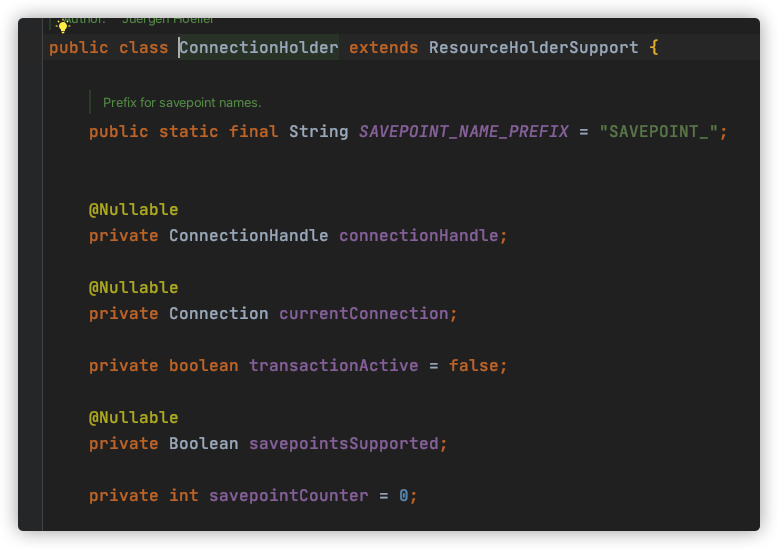 Author: Juergen Hoeller
public class ConnectionHolder extends ResourceHolderSupport {
Prefix for savepoint names.
public static final String SAVEPOINT_NAME_PREFIX = "SAVEPOINT_";
@Nullable
private ConnectionHandle connectionHandle;
@Nullable
private Connection currentConnection;
private boolean transactionActive = false;
@Nullable
private Boolean savepointsSupported;
private int savepointCounter = 0;